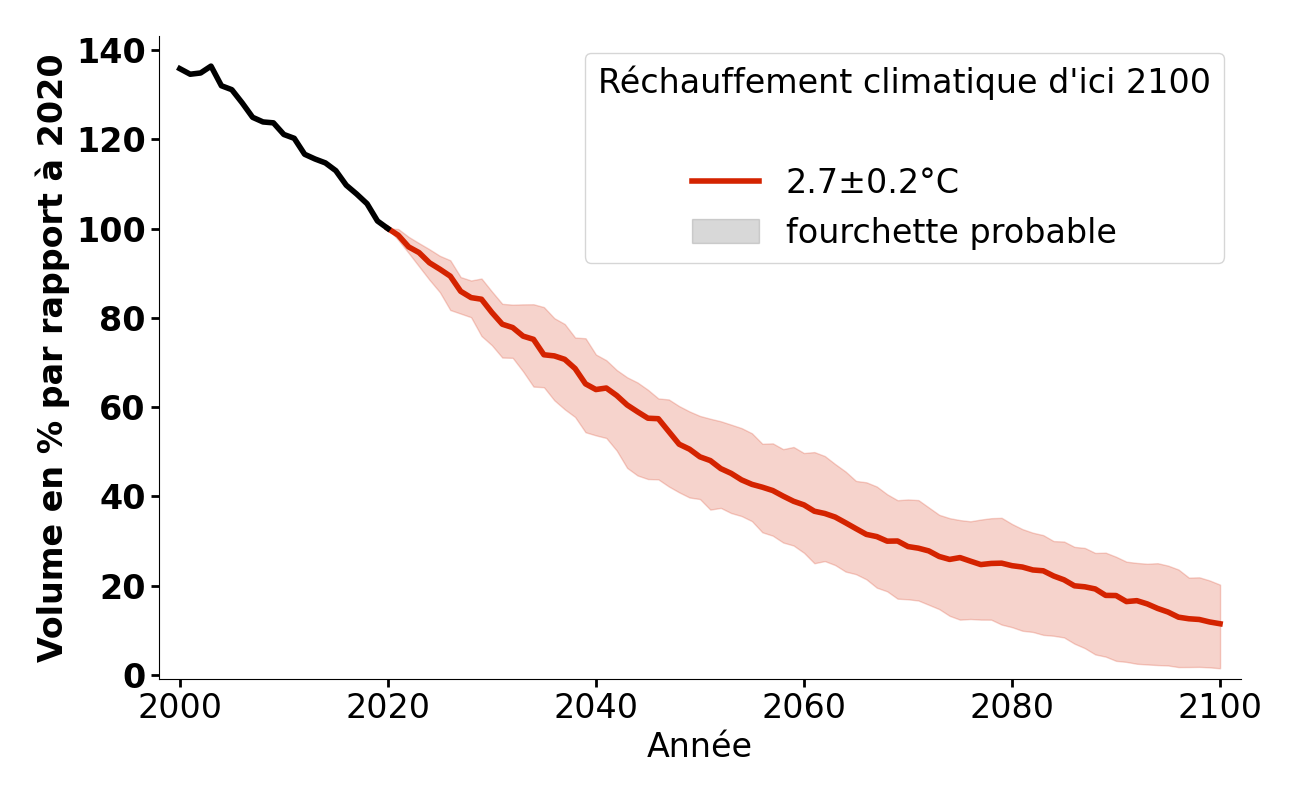 Volume en % par rapport à 2020
140
120
100
80
60
40
20
0
Réchauffement climatique d'ici 2100
2.7±0.2°C
fourchette probable
2000 2020 2040 2060 2080 2100
Année